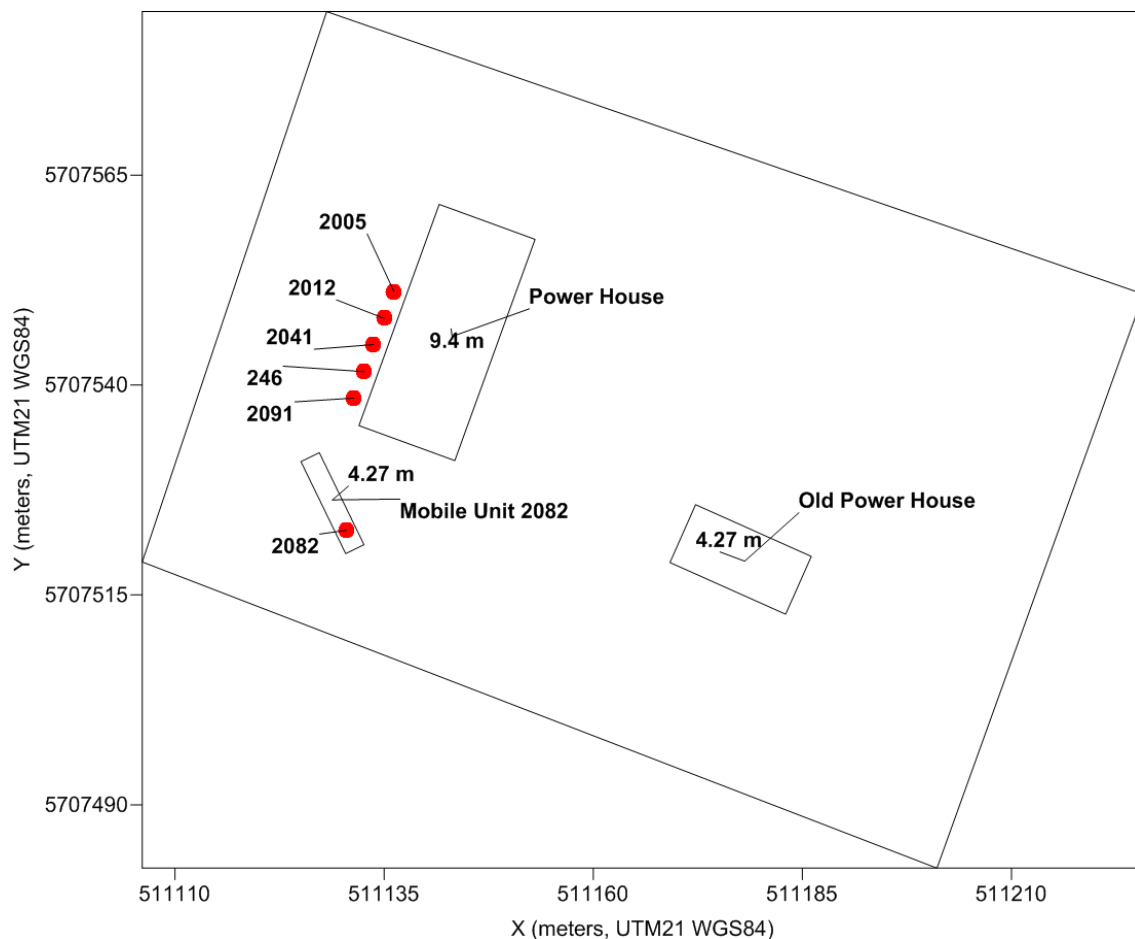 5707565
5707540
5707515
5707490
Y (meters, UTM21 WGS84)
2005
2012
2041
246
2091
Power House
9.4 m
4.27 m
Mobile Unit 2082
2082
Old Power House
4.27 m
511110
511135
511160
511185
511210
X (meters, UTM21 WGS84)